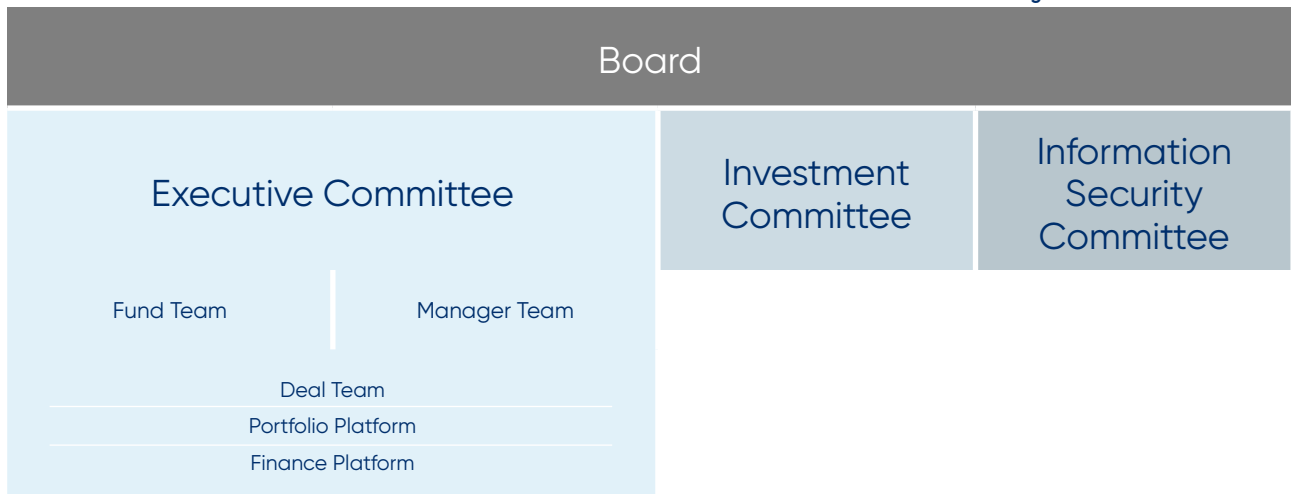 Board
Executive Committee
Investment
Committee
Information
Security
Committee
Fund Team
Manager Team
Deal Team
Portfolio Platform
Finance Platform